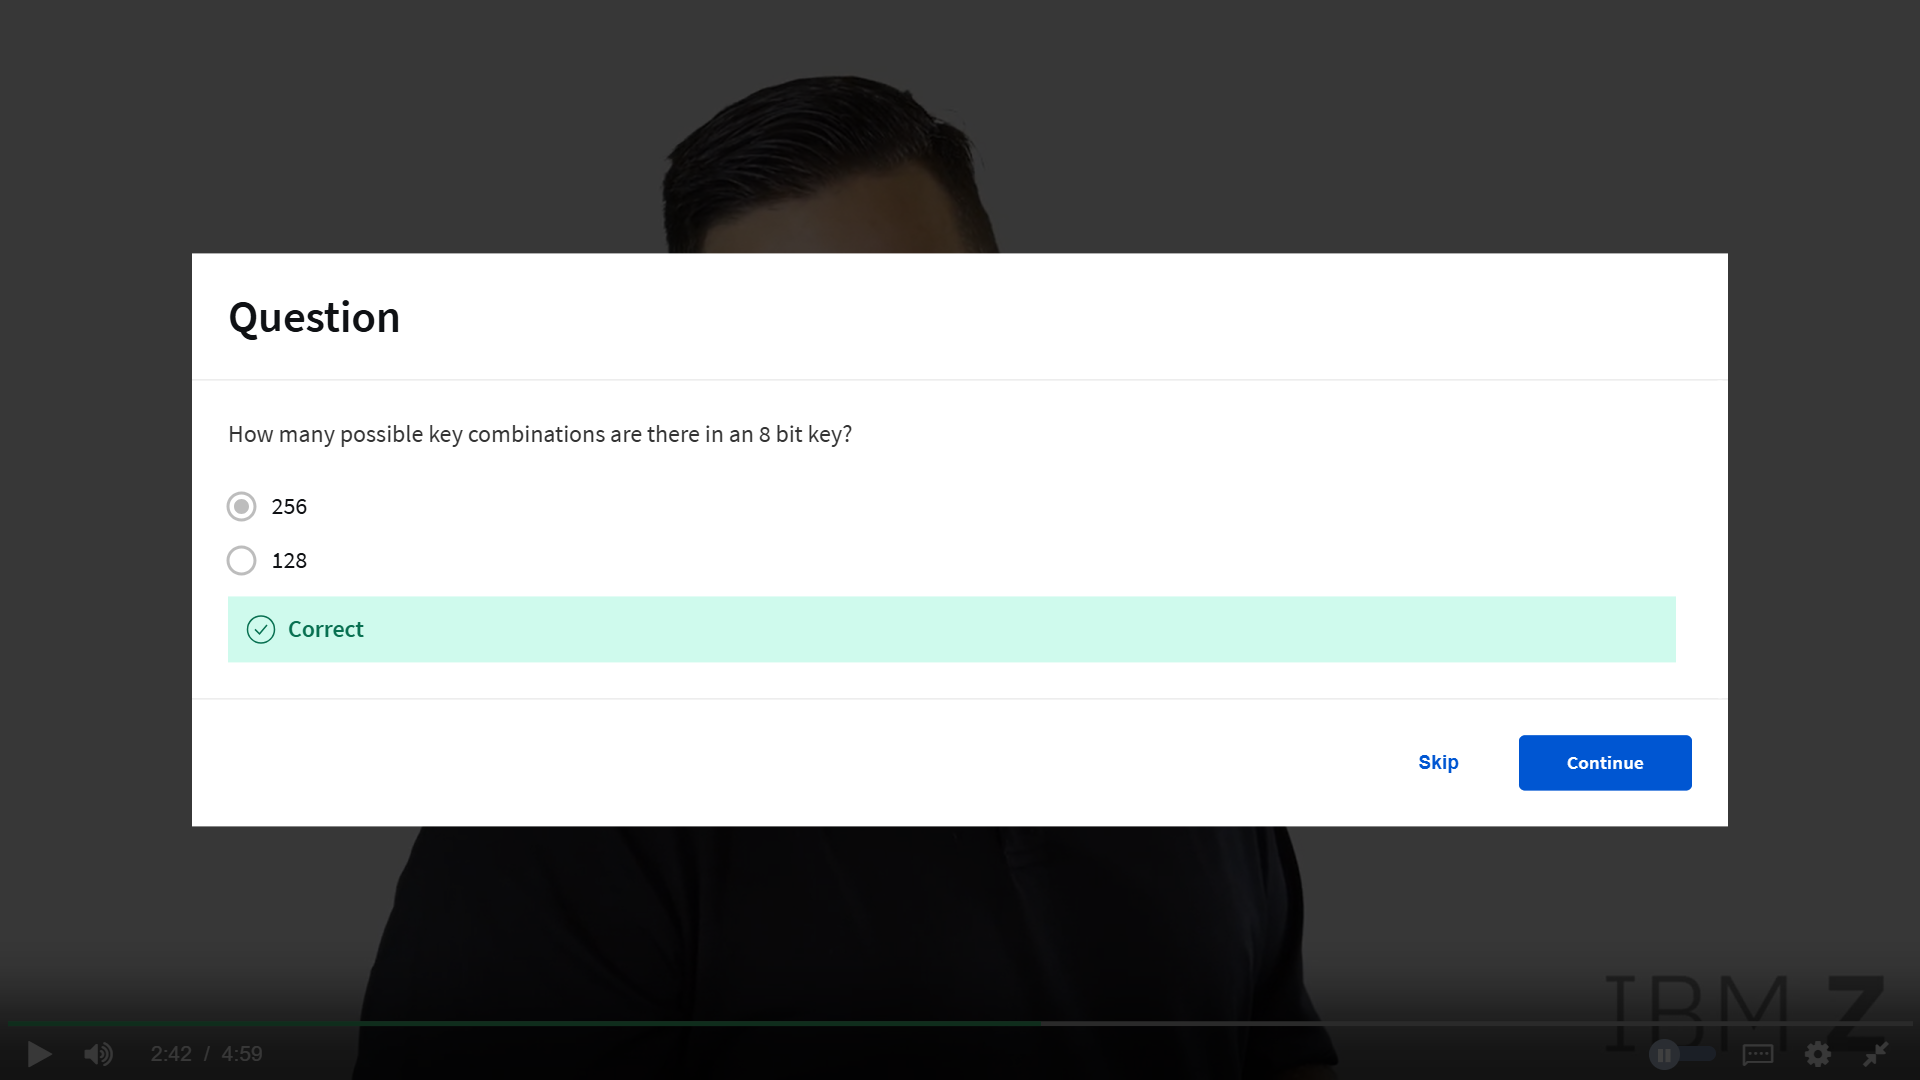 Question
How many possible key combinations are there in an 8 bit key?
256
128
Correct
Skip
Continue
IBM Z
2:42 / 4:59